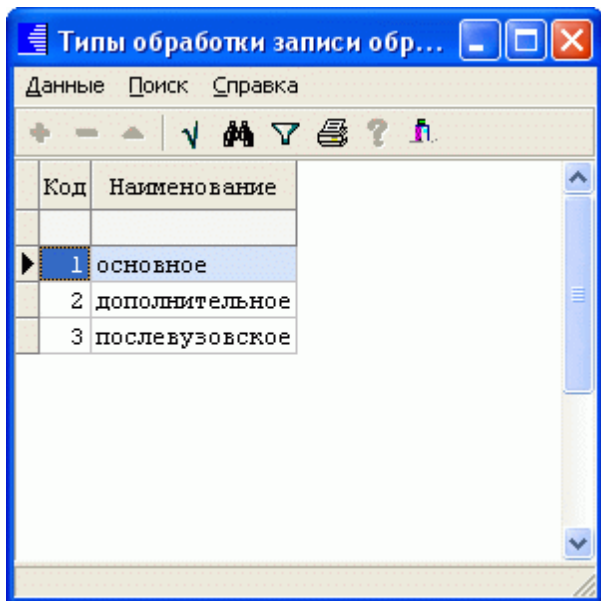 Типы обработки записи обр...
Данные Поиск Справка
Код Наименование
1 основное
2 дополнительное
3 послевузовское